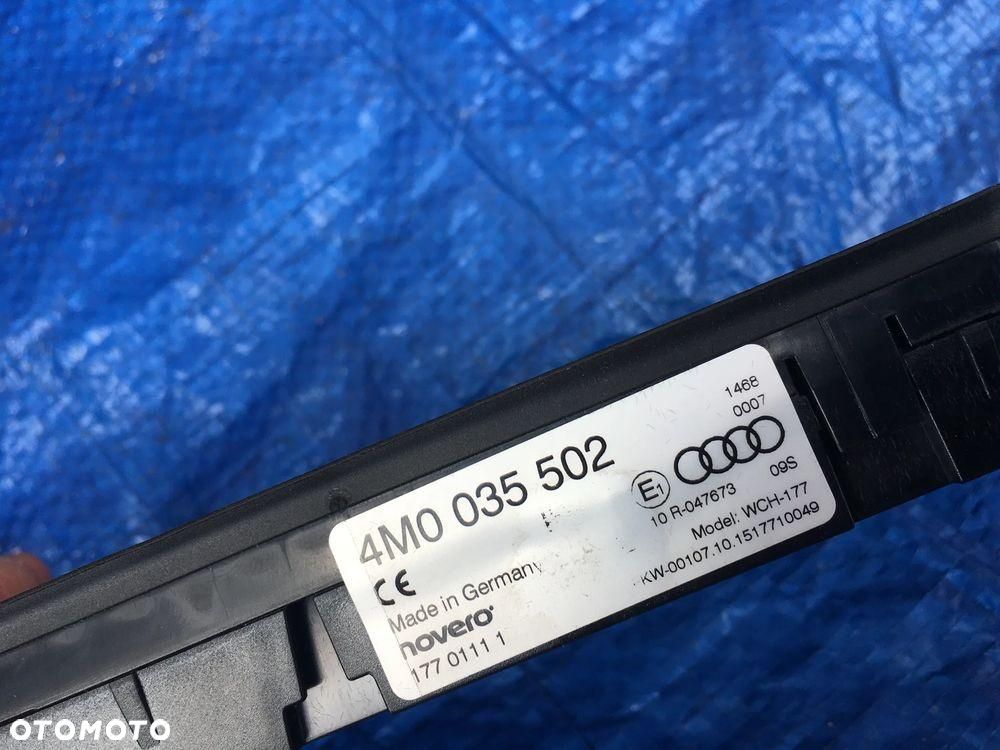 1468
0007
4M0 035 502
E1
10 R-047673
09S
CE
Model: WCH-177
Made in Germany
KW-00107.10.1517710049
novero
177 0111 1
OTOMOTO